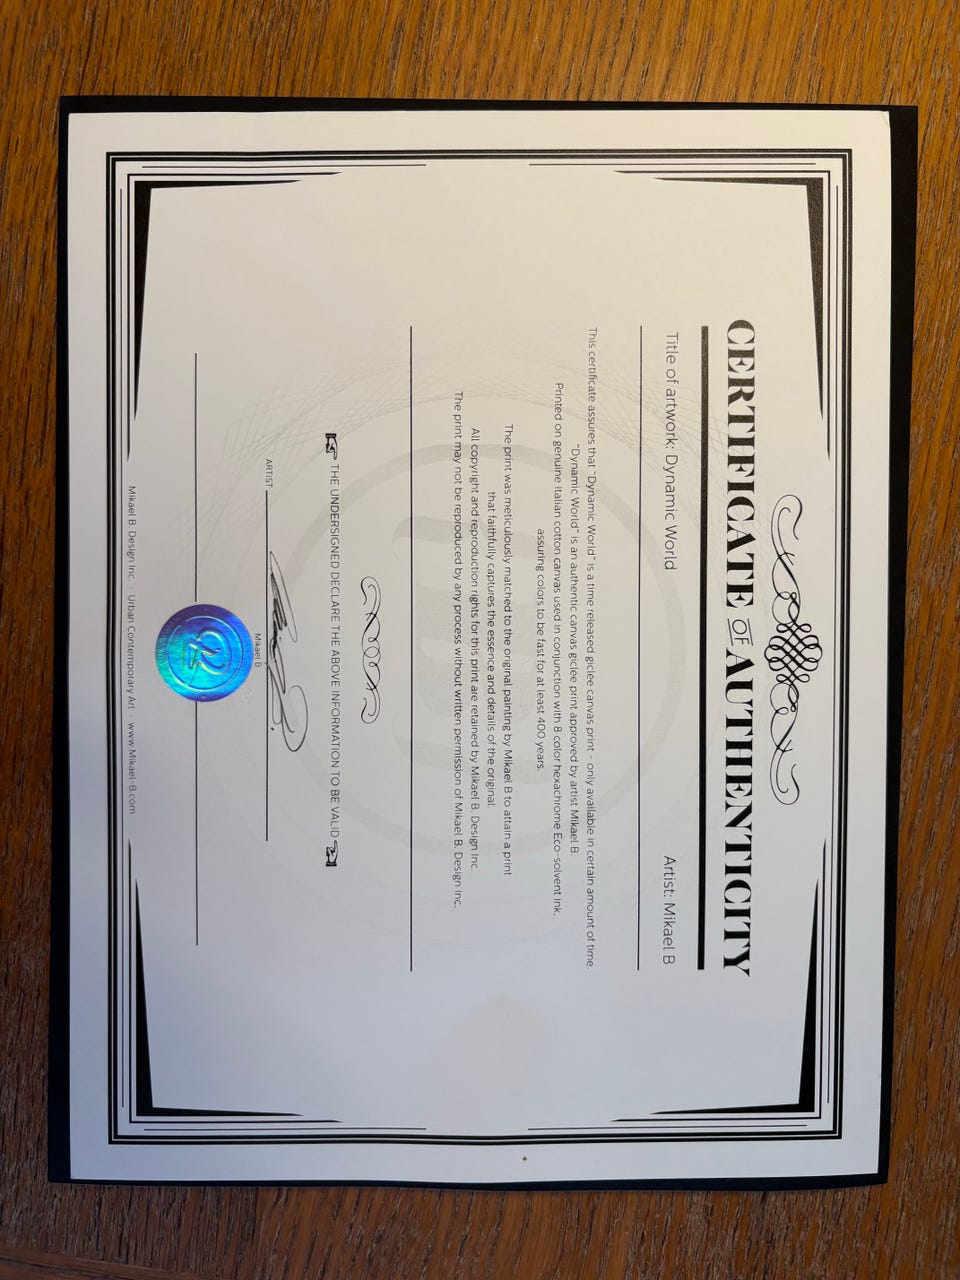 CERTIFICATE OF AUTHENTICITY
Title of artwork: Dynamic World Artist: Mikael B
This certificate assures that "Dynamic World" is a time released giclée canvas print - only available in certain amount of time
"Dynamic World" is an authentic canvas giclée print approved by artist Mikael B.
Printed on genuine Italian cotton canvas used in conjunction with 8 color hexachrome Eco-solvent ink,
assuring colors to be fast for at least 400 years.
The print was meticulously matched to the original painting by Mikael B to attain a print
that faithfully captures the essence and details of the original.
All copyright and reproduction rights for this print are retained by Mikael B. Design Inc.
The print may not be reproduced by any process without written permission of Mikael B. Design Inc.
THE UNDERSIGNED DECLARE THE ABOVE INFORMATION TO BE VALID
ARTIST
Mikael B
Mikael B. Design Inc. · Urban Contemporary Art · www.Mikael-B.com